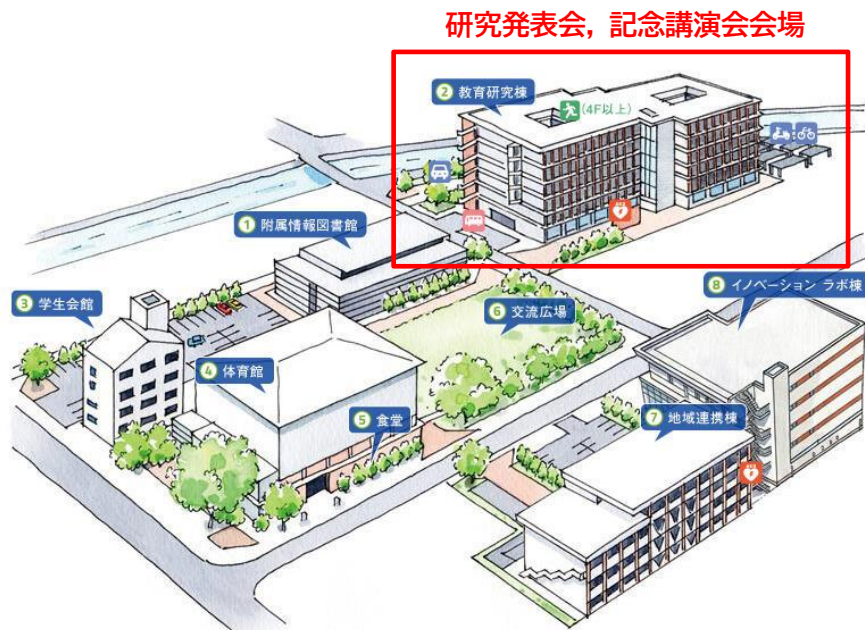 研究発表会，記念講演会会場
② 教育研究棟
(4F以上)
① 附属情報図書館
③ 学生会館
⑧ イノベーション ラボ棟
⑥ 交流広場
④ 体育館
⑦ 地域連携棟
⑤ 食堂